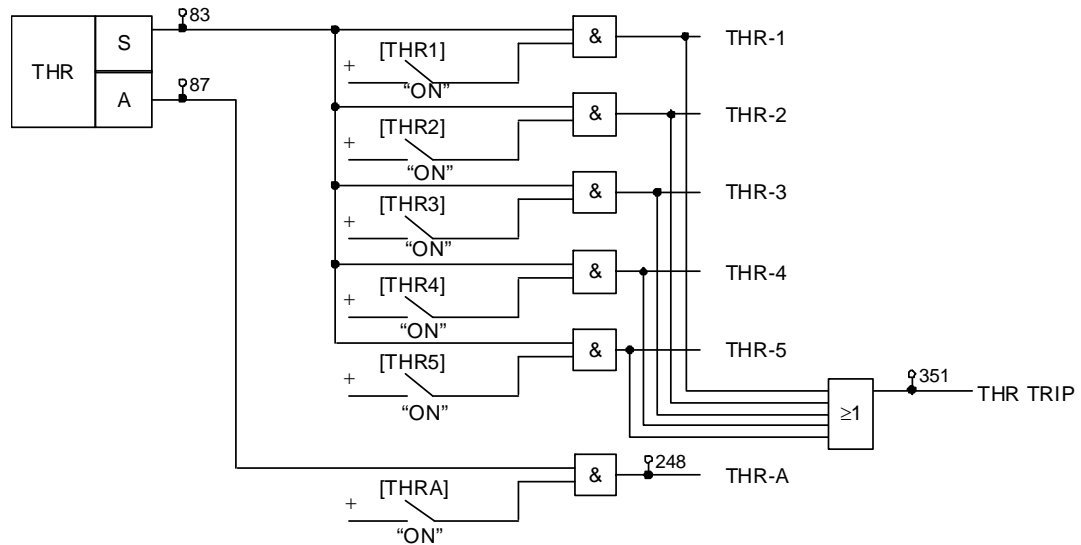 83
S
THR
A
87
[THR1]
+
“ON”
&
THR-1
[THR2]
+
“ON”
&
THR-2
[THR3]
+
“ON”
&
THR-3
[THR4]
+
“ON”
&
THR-4
[THR5]
+
“ON”
&
THR-5
≥1
351
THR TRIP
[THRA]
+
“ON”
&
248
THR-A